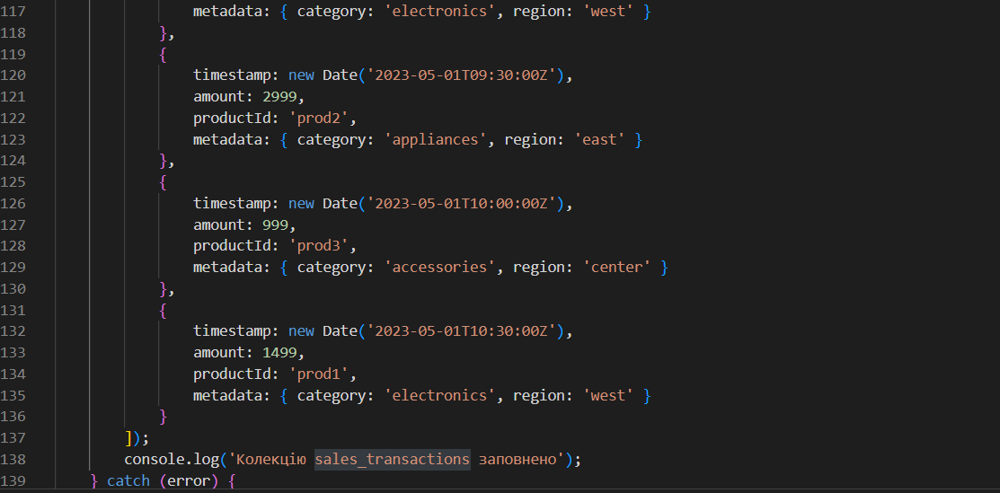 117 metadata: { category: 'electronics', region: 'west' }
118 },
119 {
120 timestamp: new Date('2023-05-01T09:30:00Z'),
121 amount: 2999,
122 productId: 'prod2',
123 metadata: { category: 'appliances', region: 'east' }
124 },
125 {
126 timestamp: new Date('2023-05-01T10:00:00Z'),
127 amount: 999,
128 productId: 'prod3',
129 metadata: { category: 'accessories', region: 'center' }
130 },
131 {
132 timestamp: new Date('2023-05-01T10:30:00Z'),
133 amount: 1499,
134 productId: 'prod1',
135 metadata: { category: 'electronics', region: 'west' }
136 }
137 ]);
138 console.log('Колекцію sales_transactions заповнено');
139 } catch (error) {